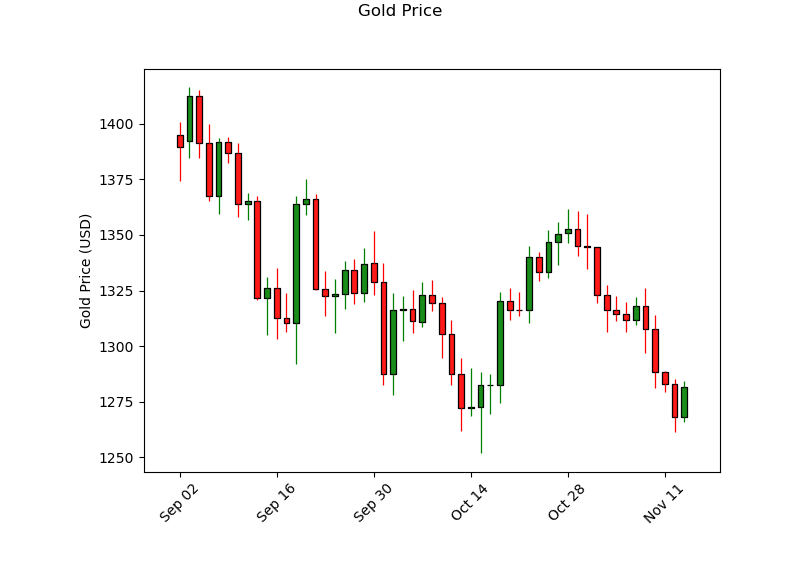 Gold Price
Gold Price (USD)
1400
1375
1350
1325
1300
1275
1250
Sep 02
Sep 16
Sep 30
Oct 14
Oct 28
Nov 11